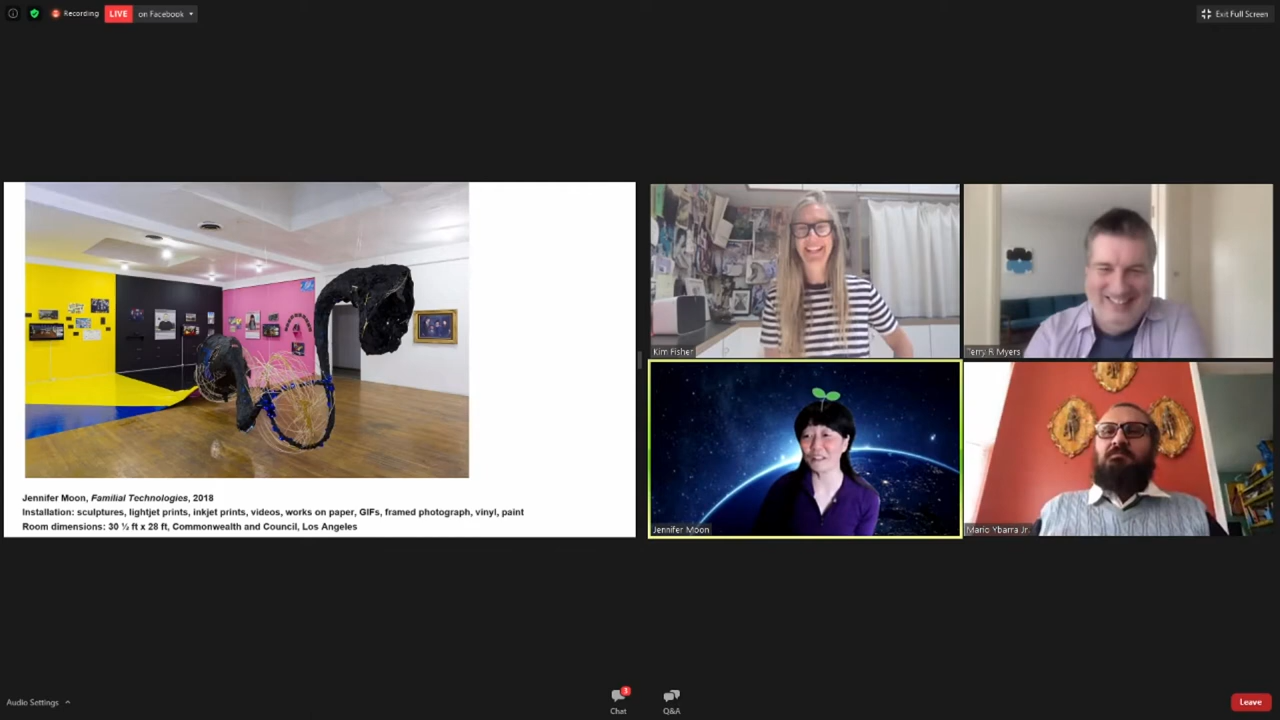 Recording
LIVE on Facebook
Exit Full Screen
Jennifer Moon, Familial Technologies, 2018
Installation: sculptures, lightjet prints, inkjet prints, videos, works on paper, GIFs, framed photograph, vinyl, paint
Room dimensions: 30 ½ ft x 28 ft, Commonwealth and Council, Los Angeles
Kim Fisher
Terry R Myers
Jennifer Moon
Mario Ybarra Jr.
Audio Settings
3
Chat
Q&A
Leave